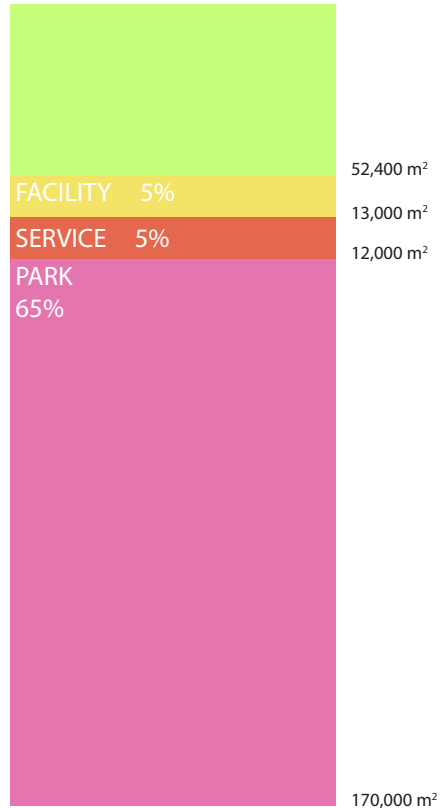 52,400 m²
FACILITY 5%
13,000 m²
SERVICE 5%
12,000 m²
PARK
65%
170,000 m²